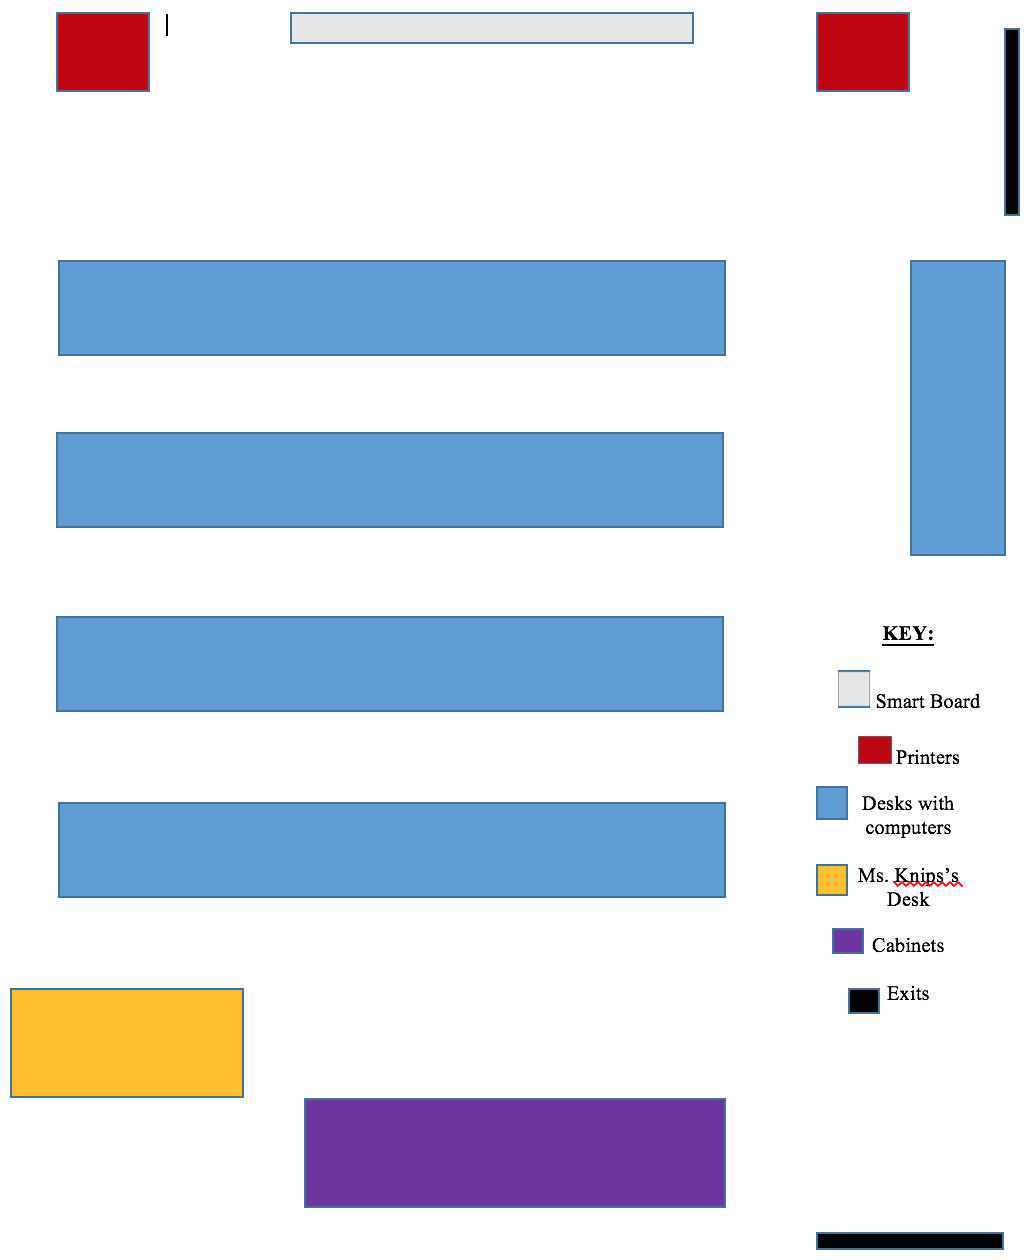 KEY:
Smart Board
Printers
Desks with
computers
Ms. Knips’s
Desk
Cabinets
Exits